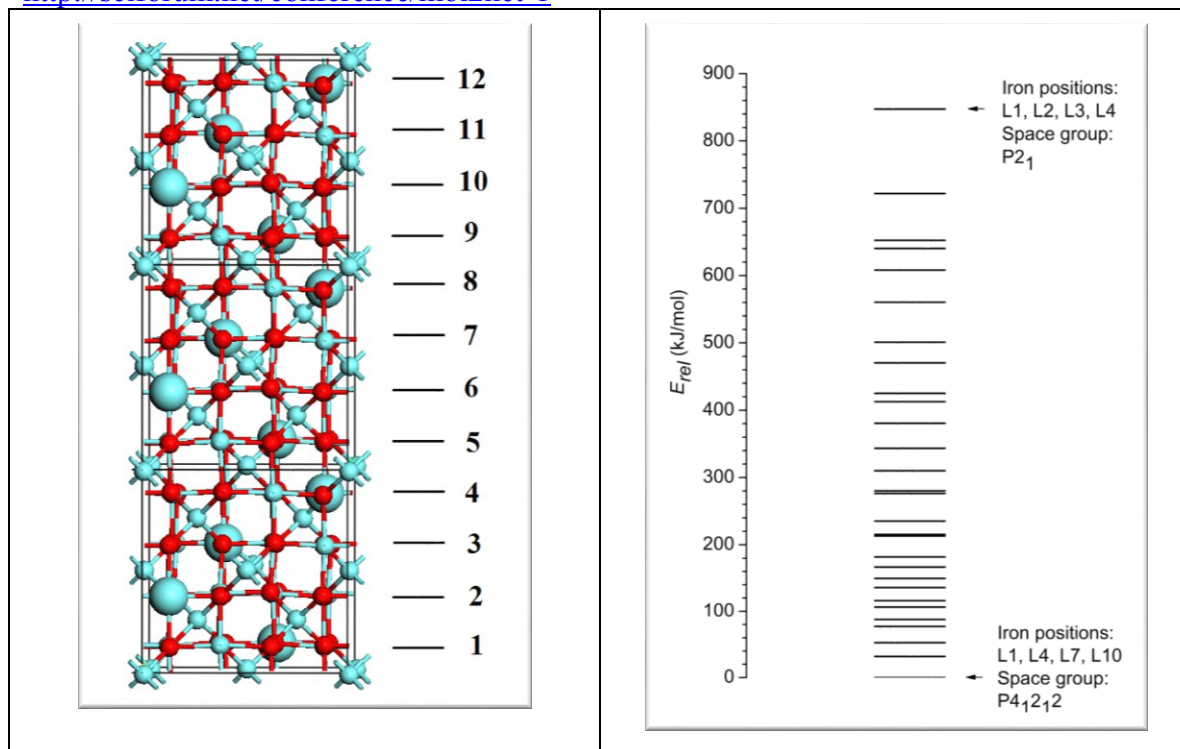 12
11
10
9
8
7
6
5
4
3
2
1
900
800
700
600
500
400
300
200
100
0
E_rel (kJ/mol)
Iron positions:
L1, L2, L3, L4
Space group:
P2₁
Iron positions:
L1, L4, L7, L10
Space group:
P4₁2₁2